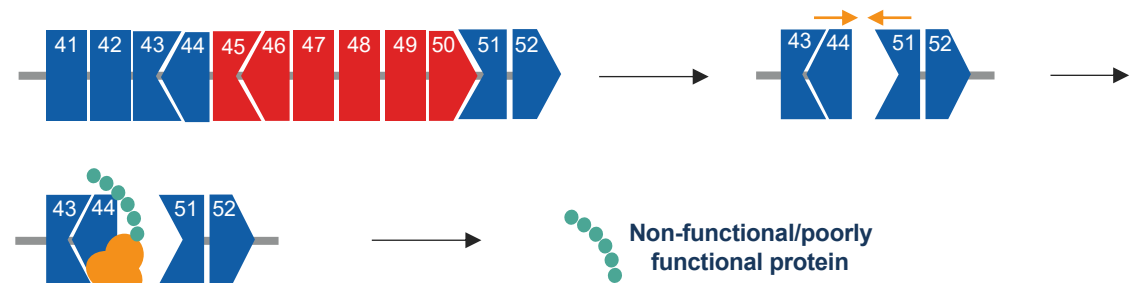 41 42 43 44 45 46 47 48 49 50 51 52
43 44 51 52
43 44 51 52
Non-functional/poorly
functional protein